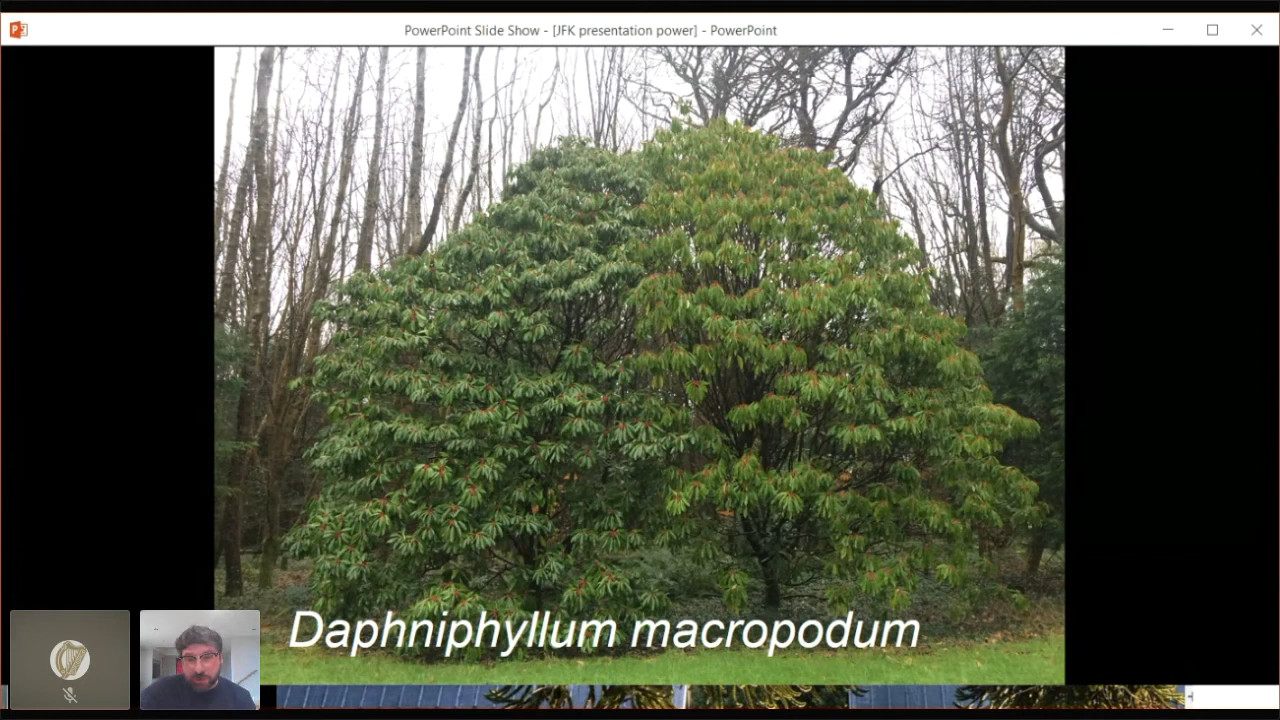 PowerPoint Slide Show - [JFK presentation power] - PowerPoint
Daphniphyllum macropodum